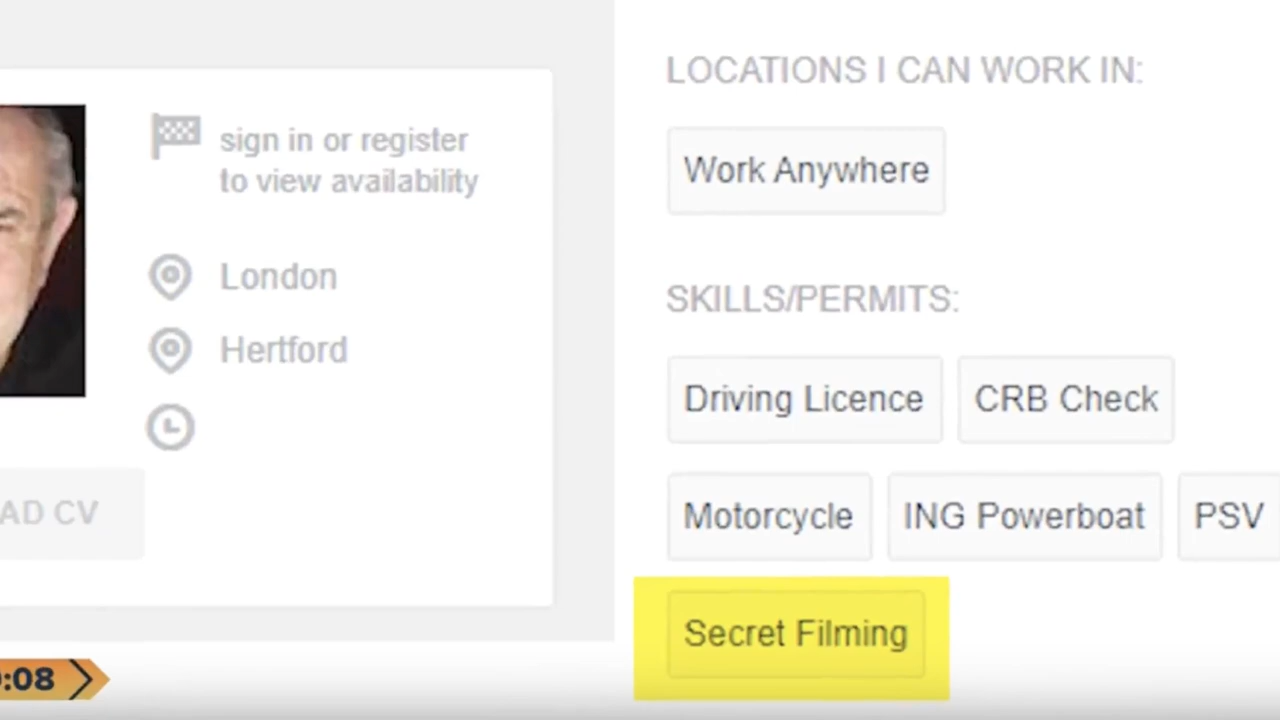 sign in or register
to view availability
London
Hertford
AD CV
:08
LOCATIONS I CAN WORK IN:
Work Anywhere
SKILLS/PERMITS:
Driving Licence CRB Check
Motorcycle ING Powerboat PSV
Secret Filming